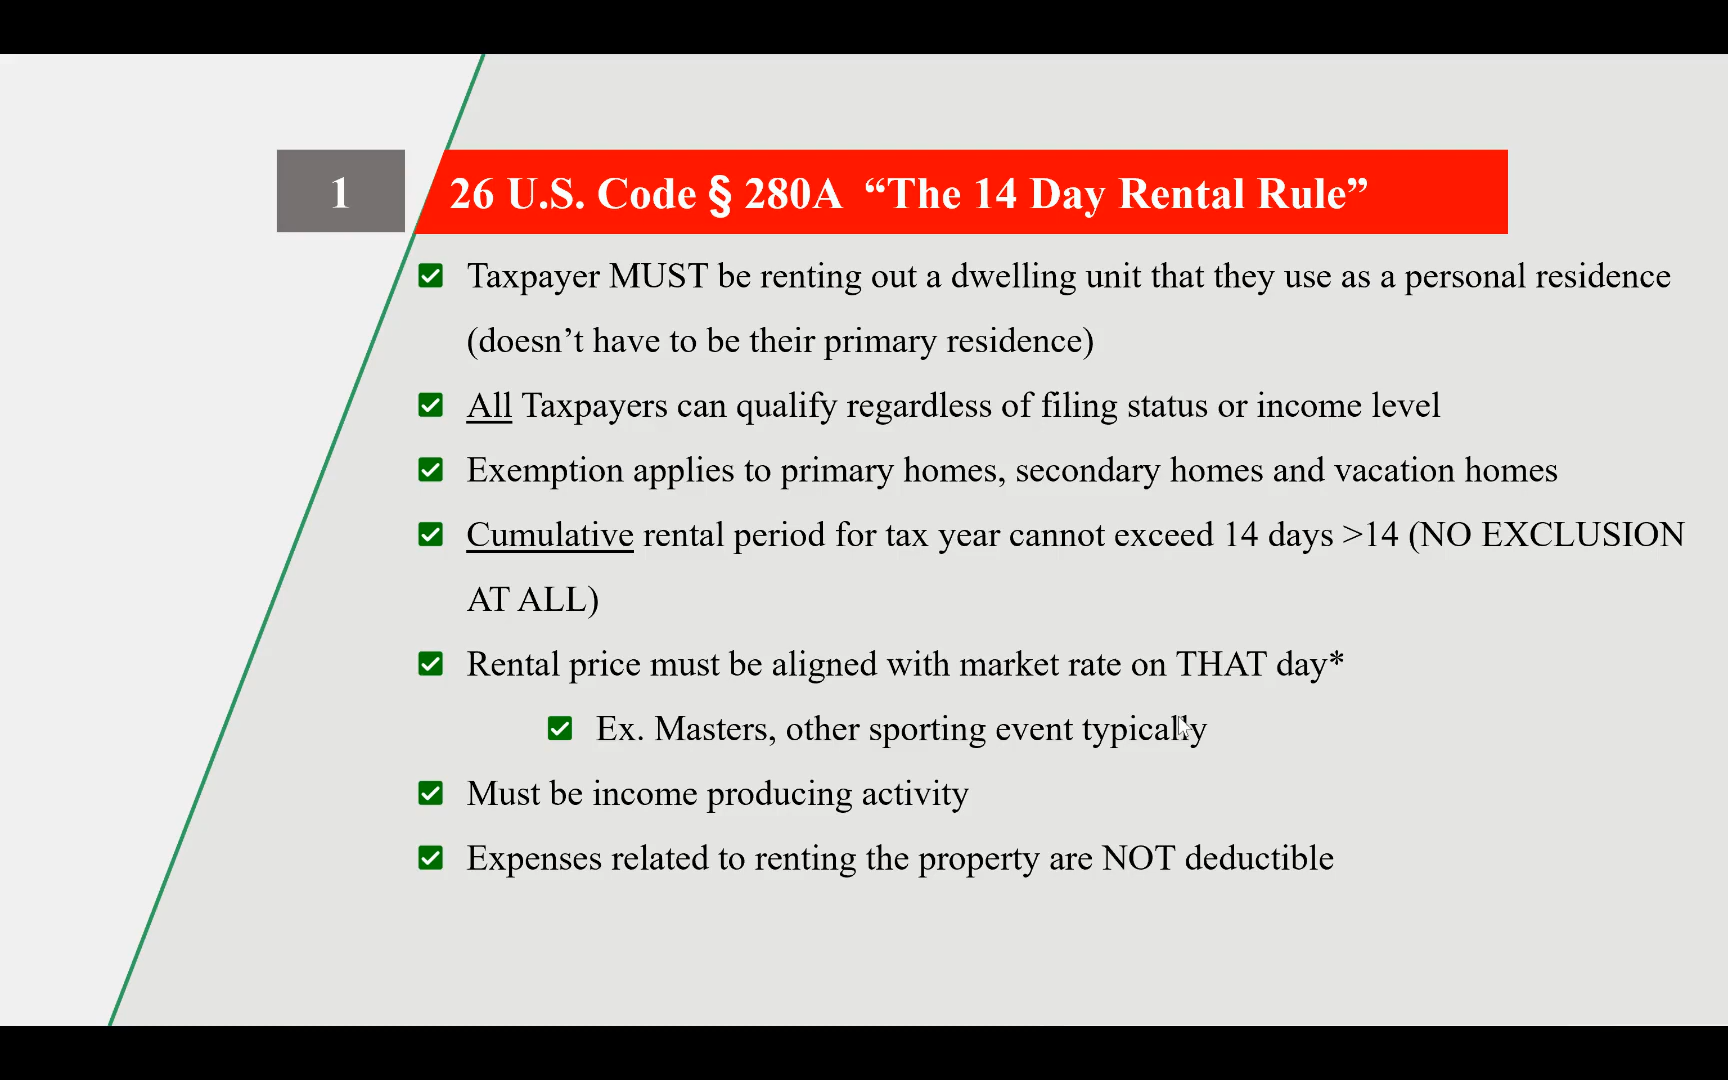 1
26 U.S. Code § 280A “The 14 Day Rental Rule”
Taxpayer MUST be renting out a dwelling unit that they use as a personal residence
(doesn’t have to be their primary residence)
All Taxpayers can qualify regardless of filing status or income level
Exemption applies to primary homes, secondary homes and vacation homes
Cumulative rental period for tax year cannot exceed 14 days >14 (NO EXCLUSION
AT ALL)
Rental price must be aligned with market rate on THAT day*
Ex. Masters, other sporting event typically
Must be income producing activity
Expenses related to renting the property are NOT deductible